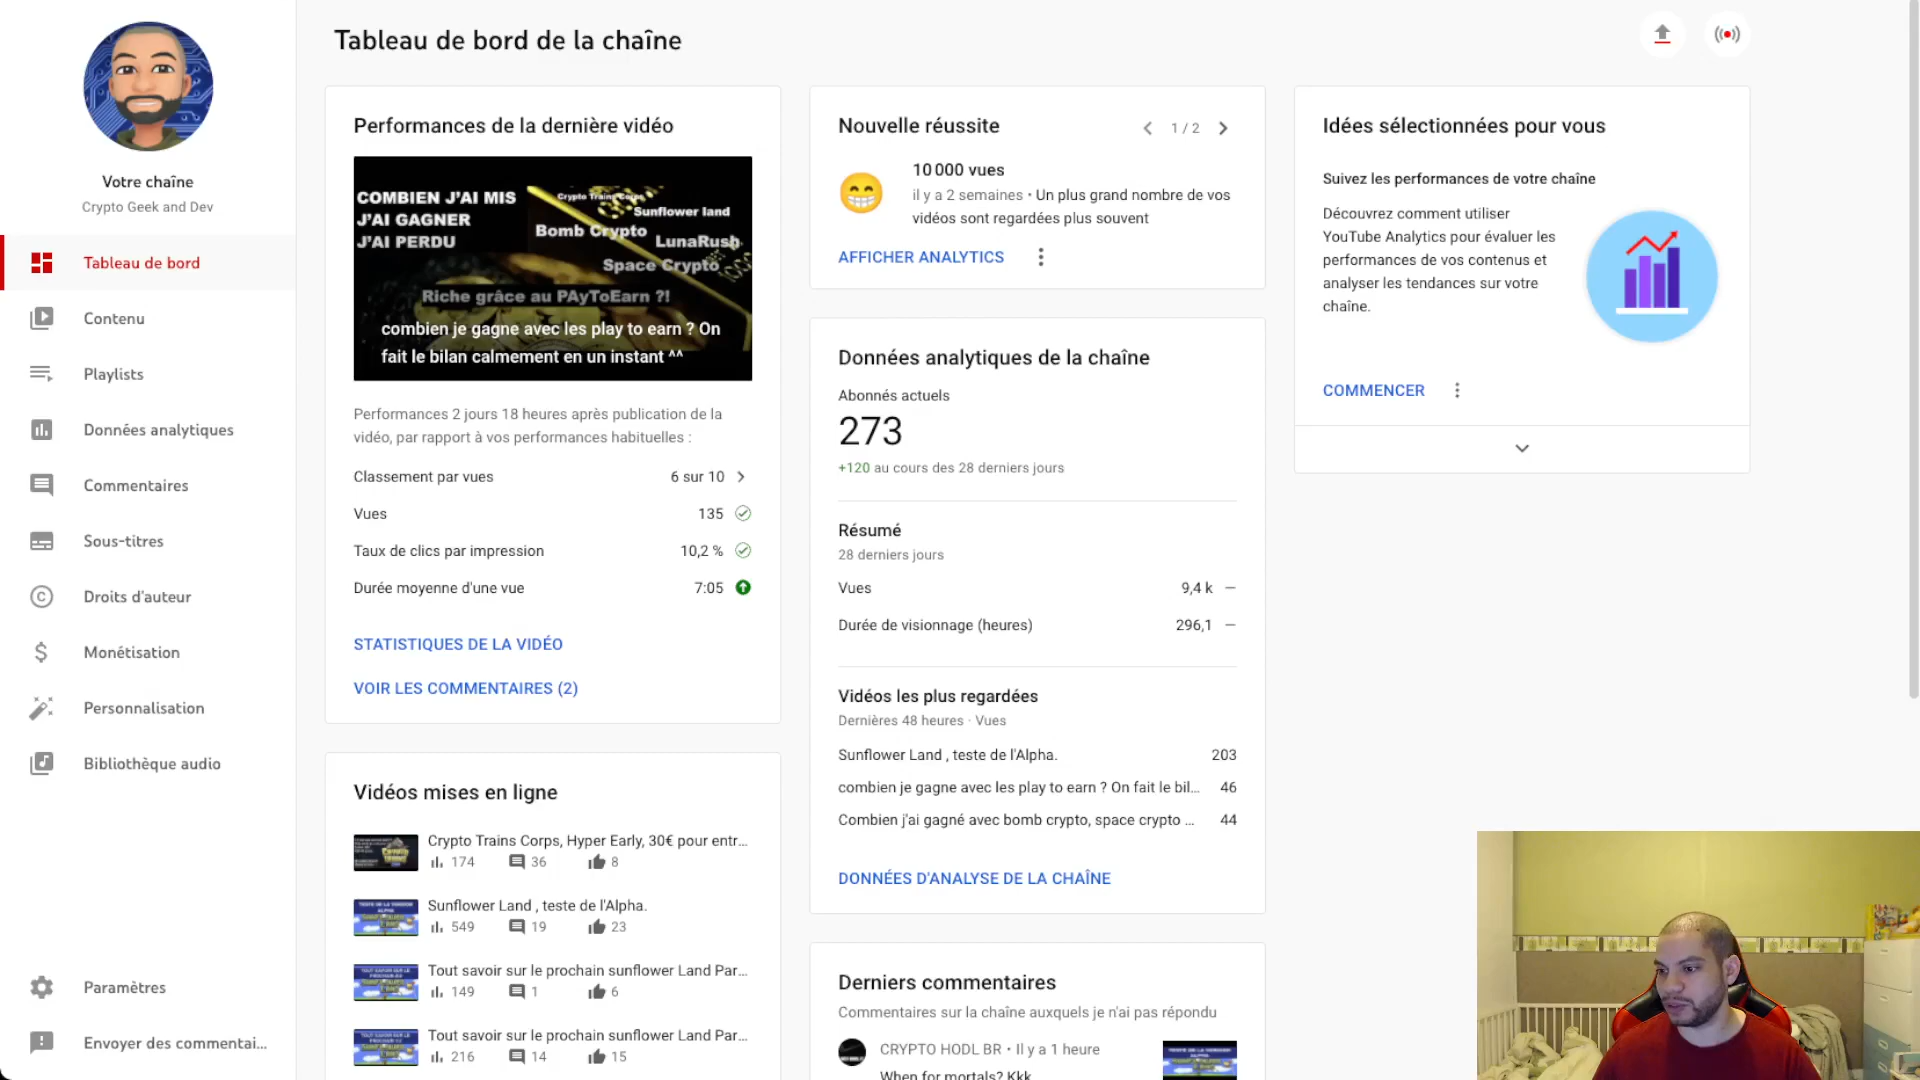 Votre chaîne
Crypto Geek and Dev
Tableau de bord
Contenu
Playlists
Données analytiques
Commentaires
Sous-titres
Droits d'auteur
Monétisation
Personnalisation
Bibliothèque audio
Paramètres
Envoyer des commentai...
Tableau de bord de la chaîne
Performances de la dernière vidéo
COMBIEN J'AI MIS
J'AI GAGNER
J'AI PERDU
Crypto Trains Corps
Sunflower land
Bomb Crypto
LunaRush
Space Crypto
Riche grâce au PAyToEarn ?!
combien je gagne avec les play to earn ? On
fait le bilan calmement en un instant ^^
Performances 2 jours 18 heures après publication de la
vidéo, par rapport à vos performances habituelles :
Classement par vues 6 sur 10
Vues 135
Taux de clics par impression 10,2 %
Durée moyenne d'une vue 7:05
STATISTIQUES DE LA VIDÉO
VOIR LES COMMENTAIRES (2)
Vidéos mises en ligne
Crypto Trains Corps, Hyper Early, 30€ pour entr...
174 36 8
Sunflower Land , teste de l'Alpha.
549 19 23
Tout savoir sur le prochain sunflower Land Par...
149 1 6
Tout savoir sur le prochain sunflower Land Par...
216 14 15
Nouvelle réussite
1 / 2
10 000 vues
il y a 2 semaines • Un plus grand nombre de vos
vidéos sont regardées plus souvent
AFFICHER ANALYTICS
Données analytiques de la chaîne
Abonnés actuels
273
+120 au cours des 28 derniers jours
Résumé
28 derniers jours
Vues 9,4 k —
Durée de visionnage (heures) 296,1 —
Vidéos les plus regardées
Dernières 48 heures · Vues
Sunflower Land , teste de l'Alpha. 203
combien je gagne avec les play to earn ? On fait le bil... 46
Combien j'ai gagné avec bomb crypto, space crypto ... 44
DONNÉES D'ANALYSE DE LA CHAÎNE
Derniers commentaires
Commentaires sur la chaîne auxquels je n'ai pas répondu
CRYPTO HODL BR • Il y a 1 heure
When for mortals? Kkk
Idées sélectionnées pour vous
Suivez les performances de votre chaîne
Découvrez comment utiliser
YouTube Analytics pour évaluer les
performances de vos contenus et
analyser les tendances sur votre
chaîne.
COMMENCER